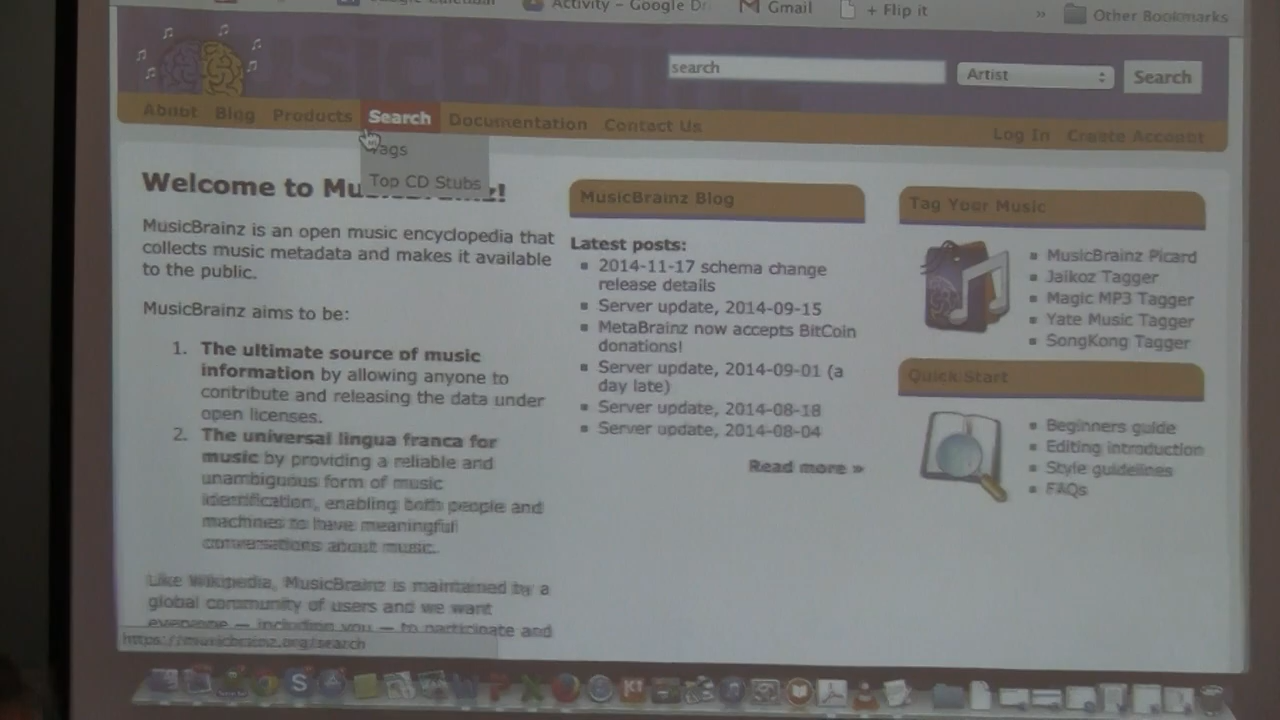 Activity – Google Dr
Gmail
+ Flip it
»
Other Bookmarks
search
Artist
Search
About Blog Products Search Documentation Contact Us
Log In Create Account
Tags
Top CD Stubs
Welcome to
MusicBrainz is an open music encyclopedia that
collects music metadata and makes it available
to the public.
MusicBrainz aims to be:
1. The ultimate source of music
information by allowing anyone to
contribute and releasing the data under
open licenses.
2. The universal lingua franca for
music by providing a reliable and
unambiguous form of music
identification, enabling both people and
machines to have meaningful
conversations about music.
Like Wikipedia, MusicBrainz is maintained by a
global community of users and we want
everyone — including you — to participate and
https://musicbrainz.org/search
MusicBrainz Blog
Latest posts:
2014-11-17 schema change
release details
Server update, 2014-09-15
MetaBrainz now accepts BitCoin
donations!
Server update, 2014-09-01 (a
day late)
Server update, 2014-08-18
Server update, 2014-08-04
Read more »
Tag Your Music
MusicBrainz Picard
Jaikoz Tagger
Magic MP3 Tagger
Yate Music Tagger
SongKong Tagger
Quick Start
Beginners guide
Editing introduction
Style guidelines
FAQs